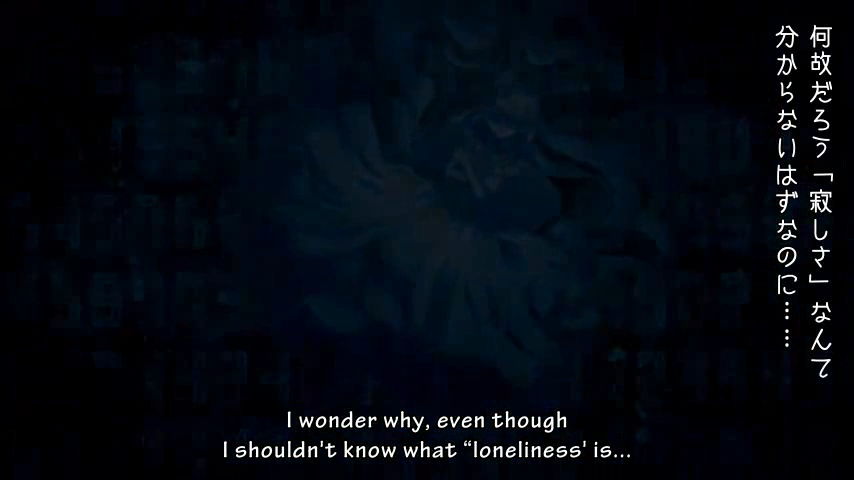 何故だろう「寂しさ」なんて
分からないはずなのに……
I wonder why, even though
I shouldn't know what “loneliness' is...